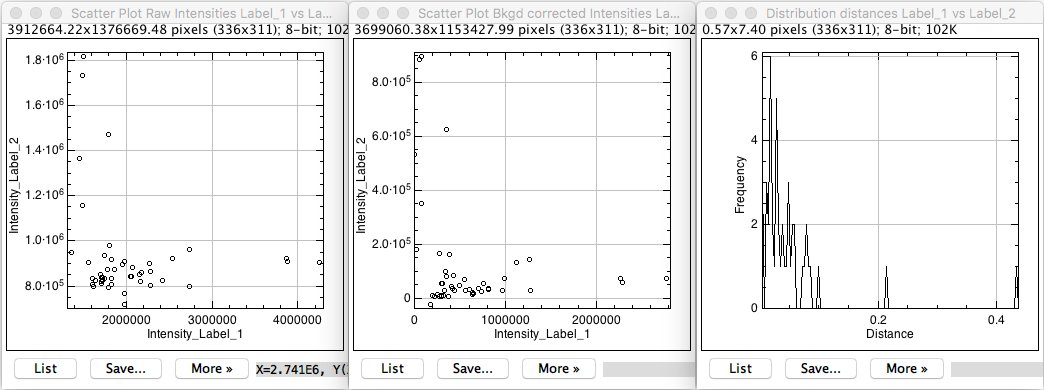 Scatter Plot Raw Intensities Label_1 vs La...
3912664.22x1376669.48 pixels (336x311); 8-bit; 102
1.8·10⁶
1.6·10⁶
1.4·10⁶
1.2·10⁶
1.0·10⁶
8.0·10⁵
Intensity_Label_2
2000000 3000000 4000000
Intensity_Label_1
List Save... More » X=2.741E6, Y(
Scatter Plot Bkgd corrected Intensities La...
3699060.38x1153427.99 pixels (336x311); 8-bit; 102
8.0·10⁵
6.0·10⁵
4.0·10⁵
2.0·10⁵
0
Intensity_Label_2
0 1000000 2000000
Intensity_Label_1
List Save... More »
Distribution distances Label_1 vs Label_2
0.57x7.40 pixels (336x311); 8-bit; 102K
6
4
2
0
Frequency
0.2 0.4
Distance
List Save... More »